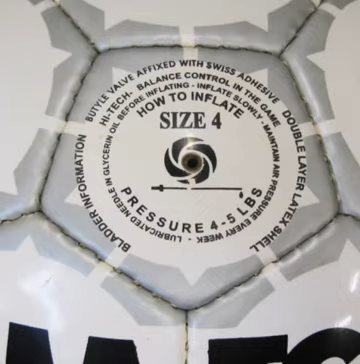 BUTYLE VALVE AFFIXED WITH SWISS ADHESIVE
DOUBLE LAYER LATEX SHELL
BLADDER INFORMATION
HI-TECH- BALANCE CONTROL IN THE GAME
LUBRICATED NEEDLE IN GLYCERIN OIL BEFORE INFLATING - INFLATE SLOWLY - MAINTAIN AIR PRESSURE EVERY WEEK -
HOW TO INFLATE
SIZE 4
PRESSURE 4-5 LBS